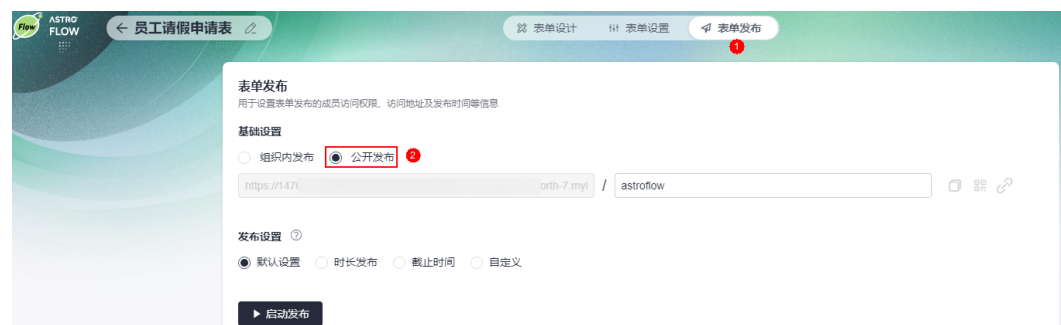 Flow ASTRO FLOW
← 员工请假申请表
表单设计 表单设置 表单发布
1
表单发布
用于设置表单发布的成员访问权限、访问地址及发布时间等信息
基础设置
组织内发布 公开发布 2
https://147 orth-7.myl / astroflow
发布设置 ?
默认设置 时长发布 截止时间 自定义
启动发布